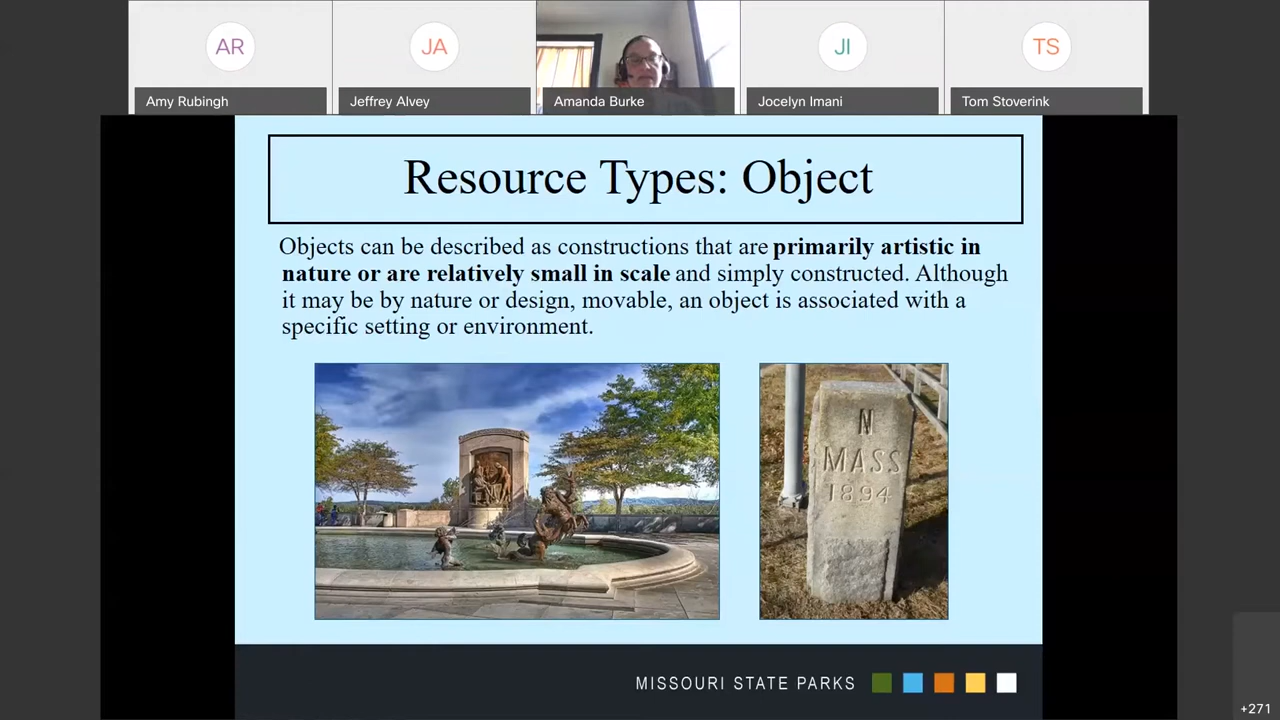 AR
JA
JI
TS
Amy Rubingh
Jeffrey Alvey
Amanda Burke
Jocelyn Imani
Tom Stoverink
Resource Types: Object
Objects can be described as constructions that are primarily artistic in
nature or are relatively small in scale and simply constructed. Although
it may be by nature or design, movable, an object is associated with a
specific setting or environment.
N
MASS
1894
MISSOURI STATE PARKS
+271